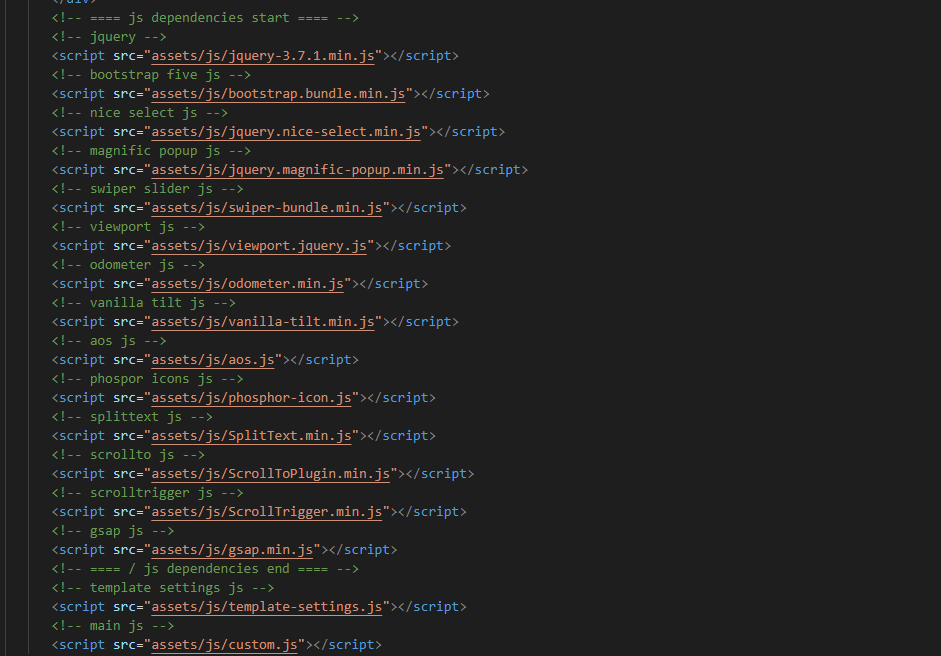 </div>
<!-- ==== js dependencies start ==== -->
<!-- jquery -->
<script src="assets/js/jquery-3.7.1.min.js"></script>
<!-- bootstrap five js -->
<script src="assets/js/bootstrap.bundle.min.js"></script>
<!-- nice select js -->
<script src="assets/js/jquery.nice-select.min.js"></script>
<!-- magnific popup js -->
<script src="assets/js/jquery.magnific-popup.min.js"></script>
<!-- swiper slider js -->
<script src="assets/js/swiper-bundle.min.js"></script>
<!-- viewport js -->
<script src="assets/js/viewport.jquery.js"></script>
<!-- odometer js -->
<script src="assets/js/odometer.min.js"></script>
<!-- vanilla tilt js -->
<script src="assets/js/vanilla-tilt.min.js"></script>
<!-- aos js -->
<script src="assets/js/aos.js"></script>
<!-- phospor icons js -->
<script src="assets/js/phosphor-icon.js"></script>
<!-- splittext js -->
<script src="assets/js/SplitText.min.js"></script>
<!-- scrollto js -->
<script src="assets/js/ScrollToPlugin.min.js"></script>
<!-- scrolltrigger js -->
<script src="assets/js/ScrollTrigger.min.js"></script>
<!-- gsap js -->
<script src="assets/js/gsap.min.js"></script>
<!-- ==== / js dependencies end ==== -->
<!-- template settings js -->
<script src="assets/js/template-settings.js"></script>
<!-- main js -->
<script src="assets/js/custom.js"></script>